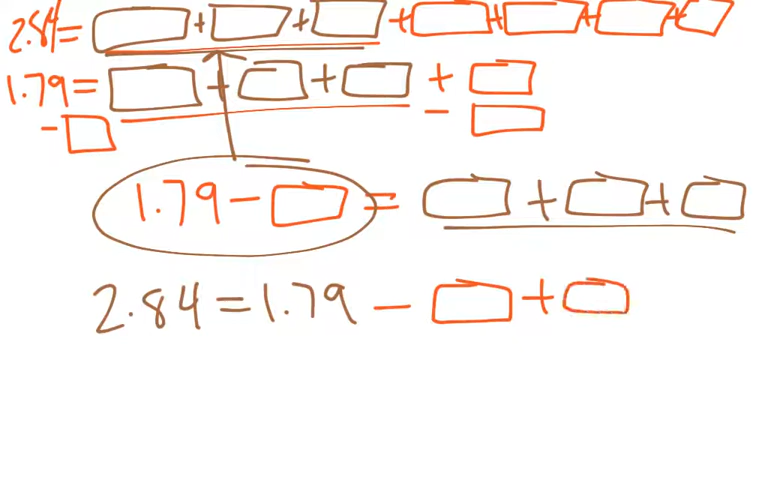 2.84 = □ + □ + □ + □ + □ + □ + □
1.79 = □ + □ + □ + □
- □ - □
1.79 - □ = □ + □ + □
2.84 = 1.79 - □ + □